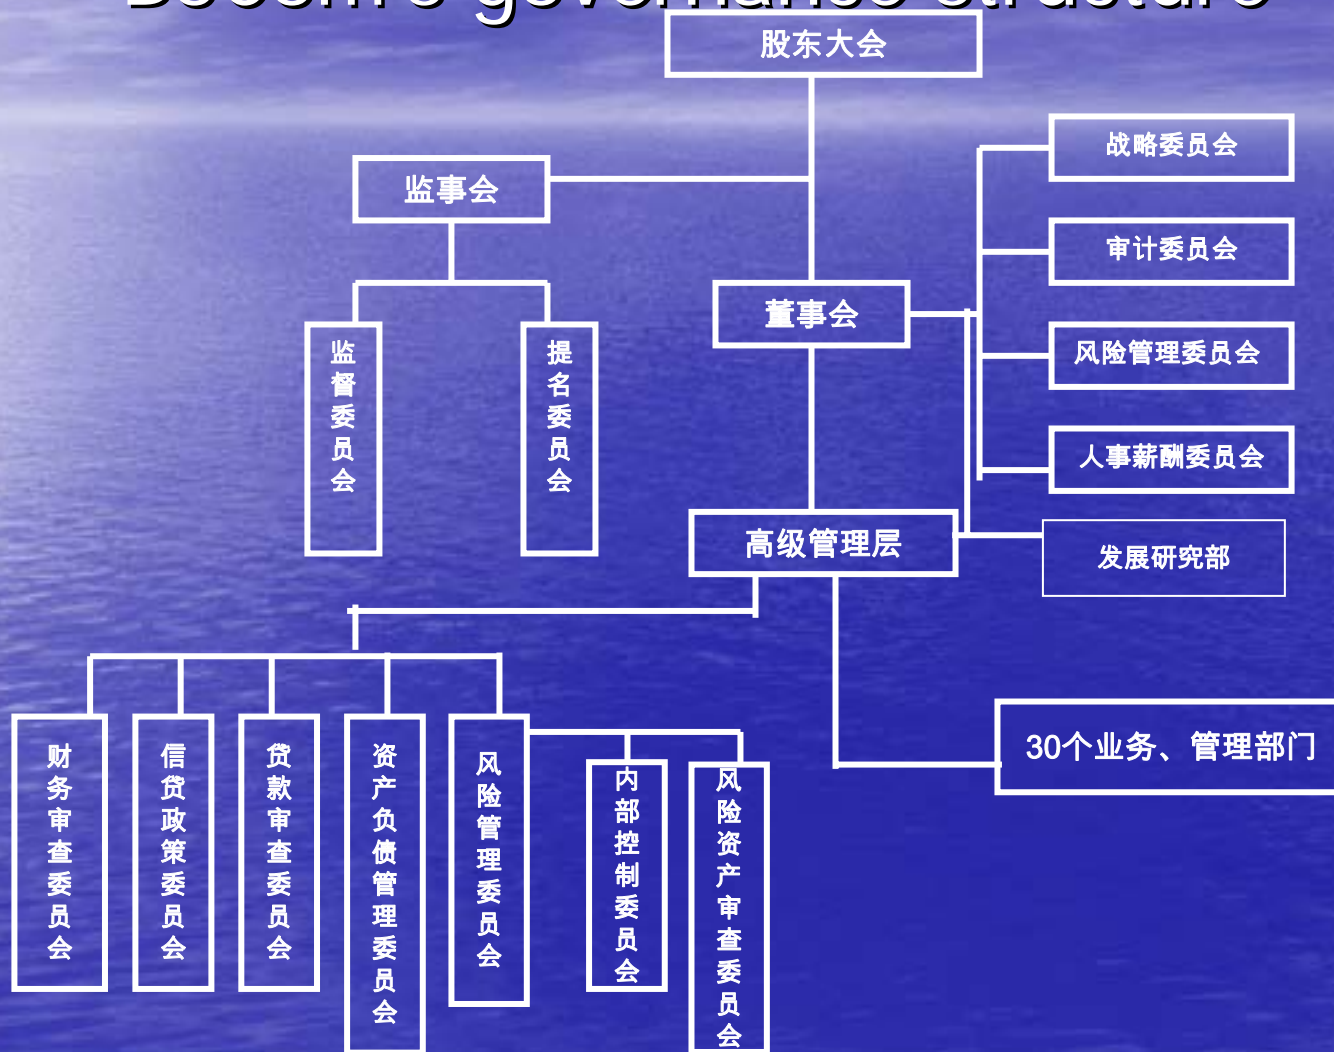 governance structure
股东大会
战略委员会
监事会
审计委员会
董事会
监督委员会
提名委员会
风险管理委员会
人事薪酬委员会
高级管理层
发展研究部
30个业务、管理部门
财务审查委员会
信贷政策委员会
贷款审查委员会
资产负债管理委员会
风险管理委员会
内部控制委员会
风险资产审查委员会